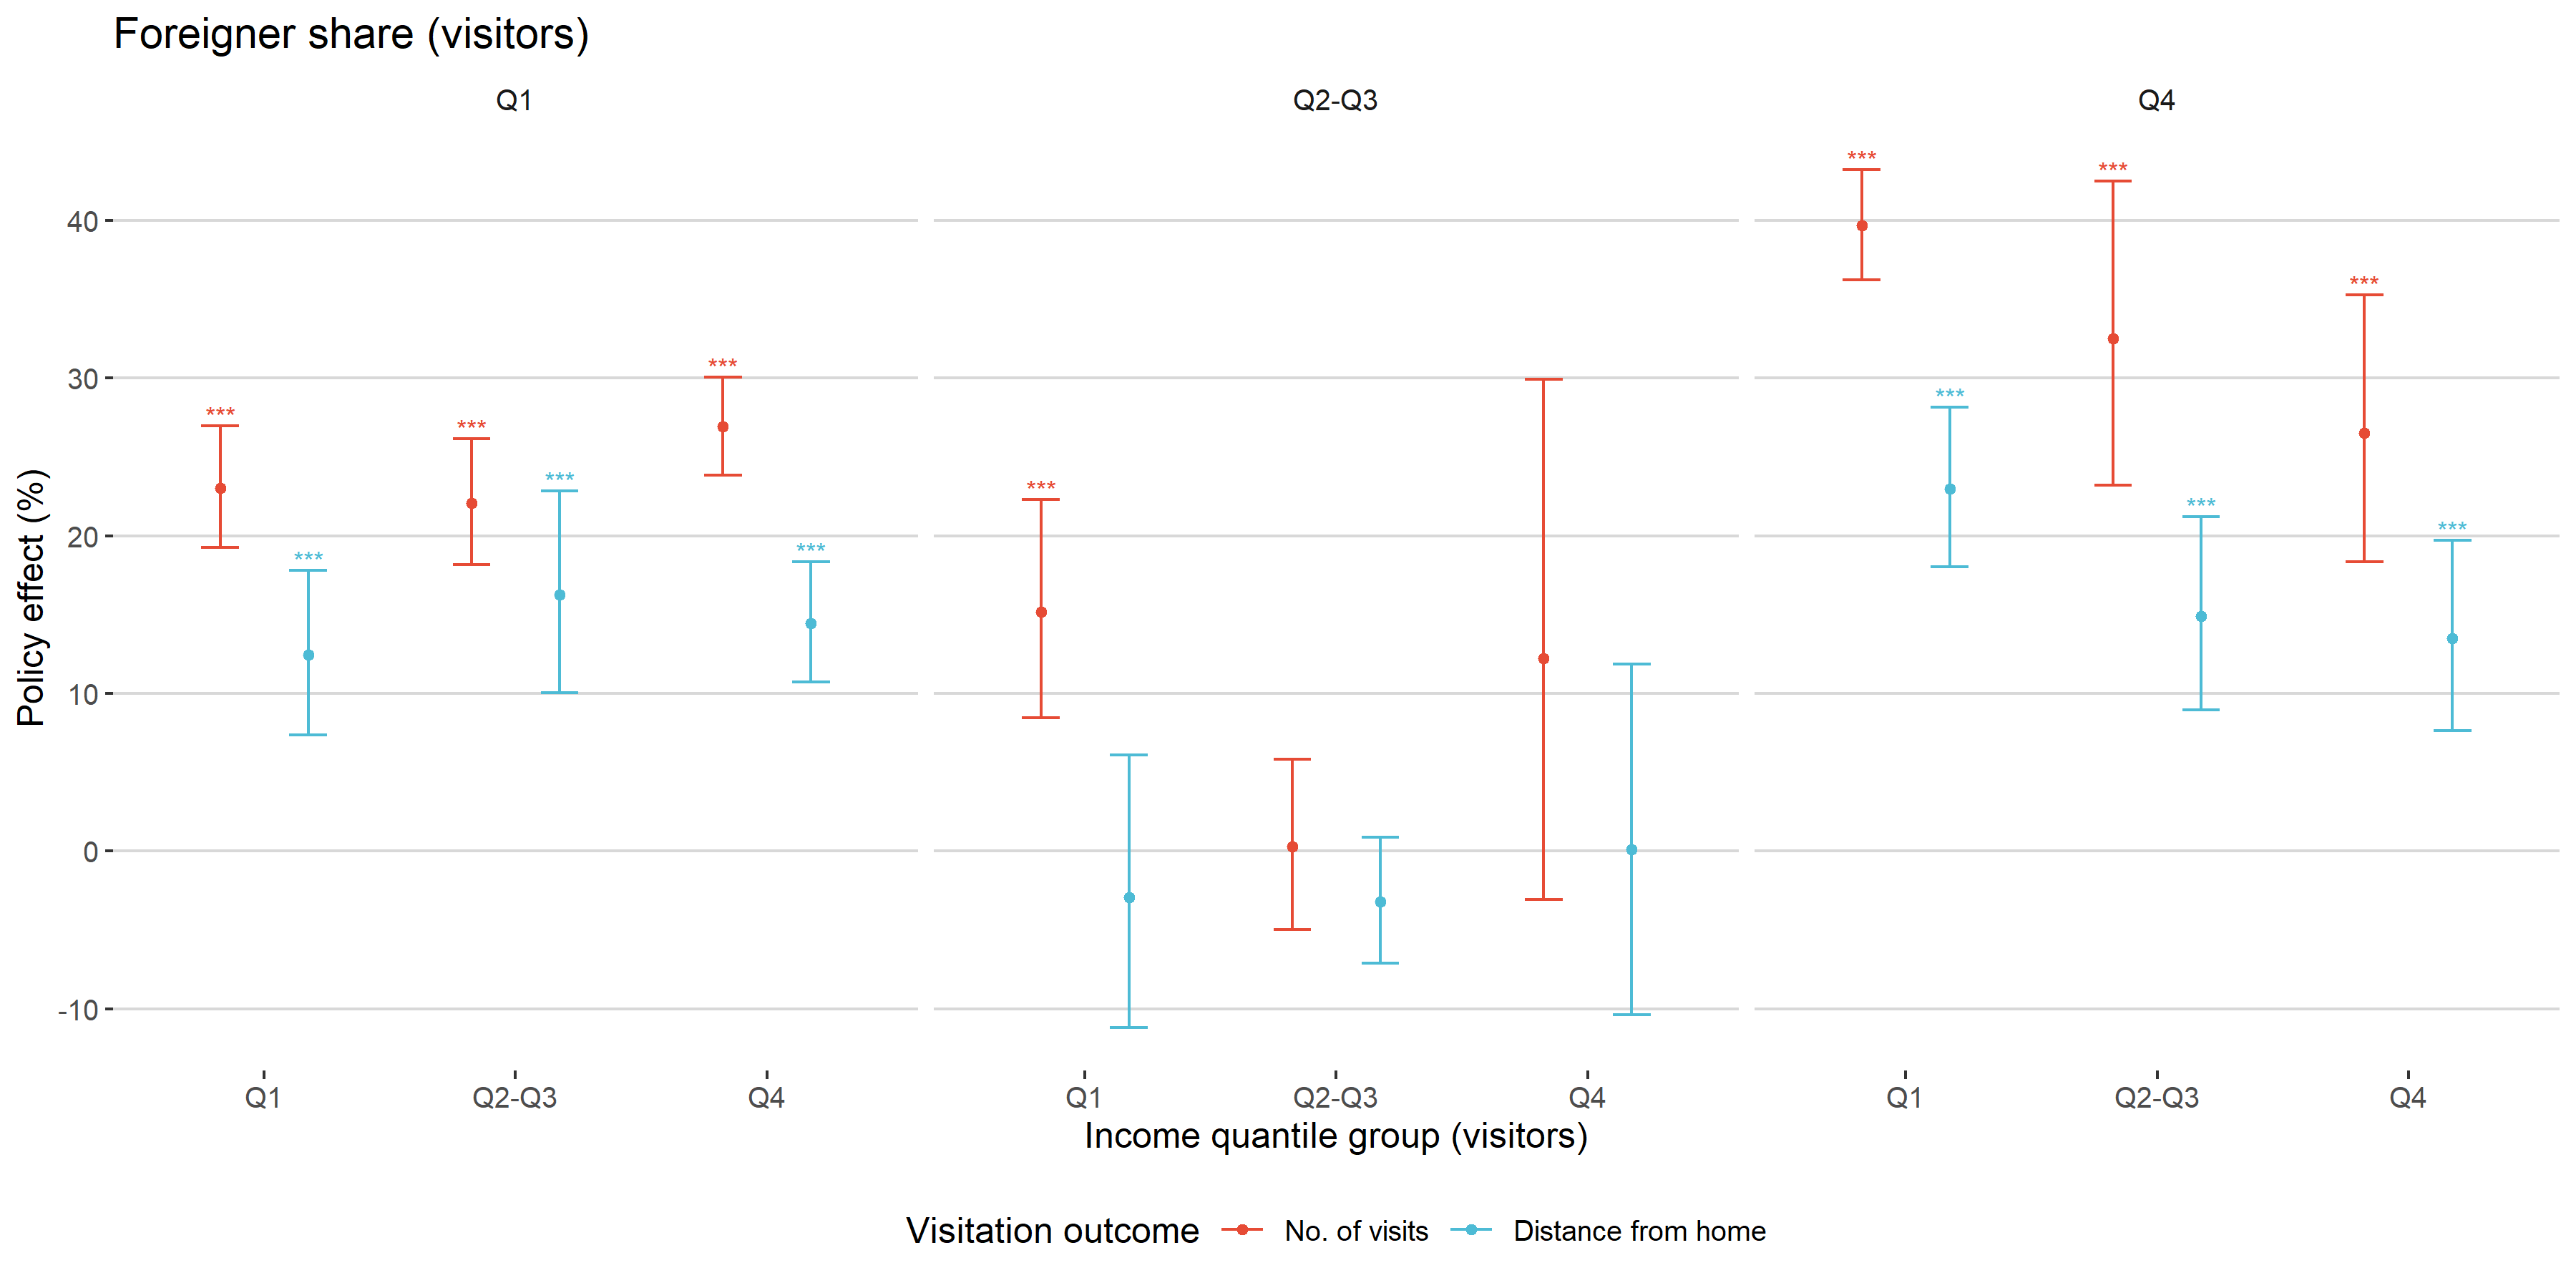 Foreigner share (visitors)
Q1 Q2-Q3 Q4
Policy effect (%)
40
30
20
10
0
-10
*** *** *** *** *** ***
*** *** *** *** *** *** ***
Q1 Q2-Q3 Q4 Q1 Q2-Q3 Q4 Q1 Q2-Q3 Q4
Income quantile group (visitors)
Visitation outcome No. of visits Distance from home